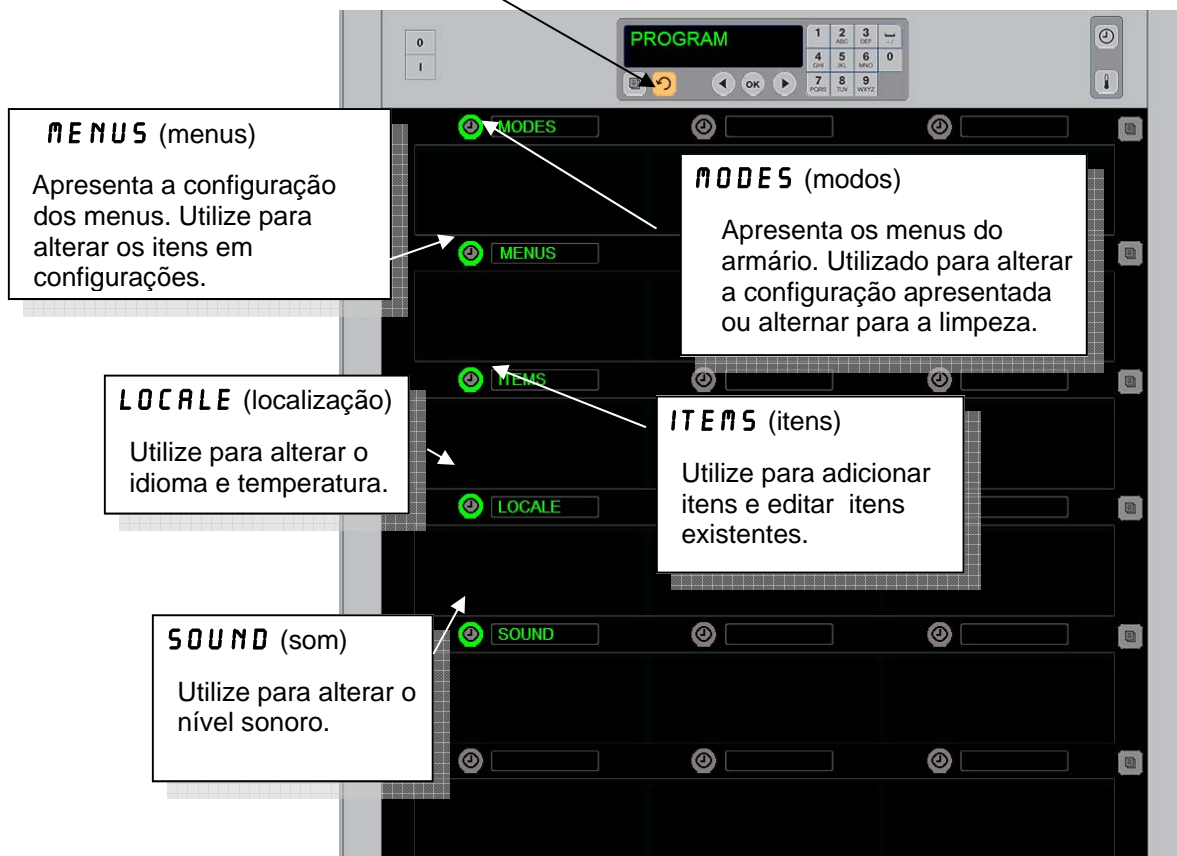 0
I
PROGRAM
1 2 ABC 3 DEF - /
4 GHI 5 JKL 6 MNO 0
7 PQRS 8 TUV 9 WXYZ
OK
MODES
MENUS (menus)
Apresenta a configuração
dos menus. Utilize para
alterar os itens em
configurações.
MODES (modos)
Apresenta os menus do
armário. Utilizado para alterar
a configuração apresentada
ou alternar para a limpeza.
MENUS
ITEMS
LOCALE (localização)
Utilize para alterar o
idioma e temperatura.
ITEMS (itens)
Utilize para adicionar
itens e editar itens
existentes.
LOCALE
SOUND (som)
Utilize para alterar o
nível sonoro.
SOUND